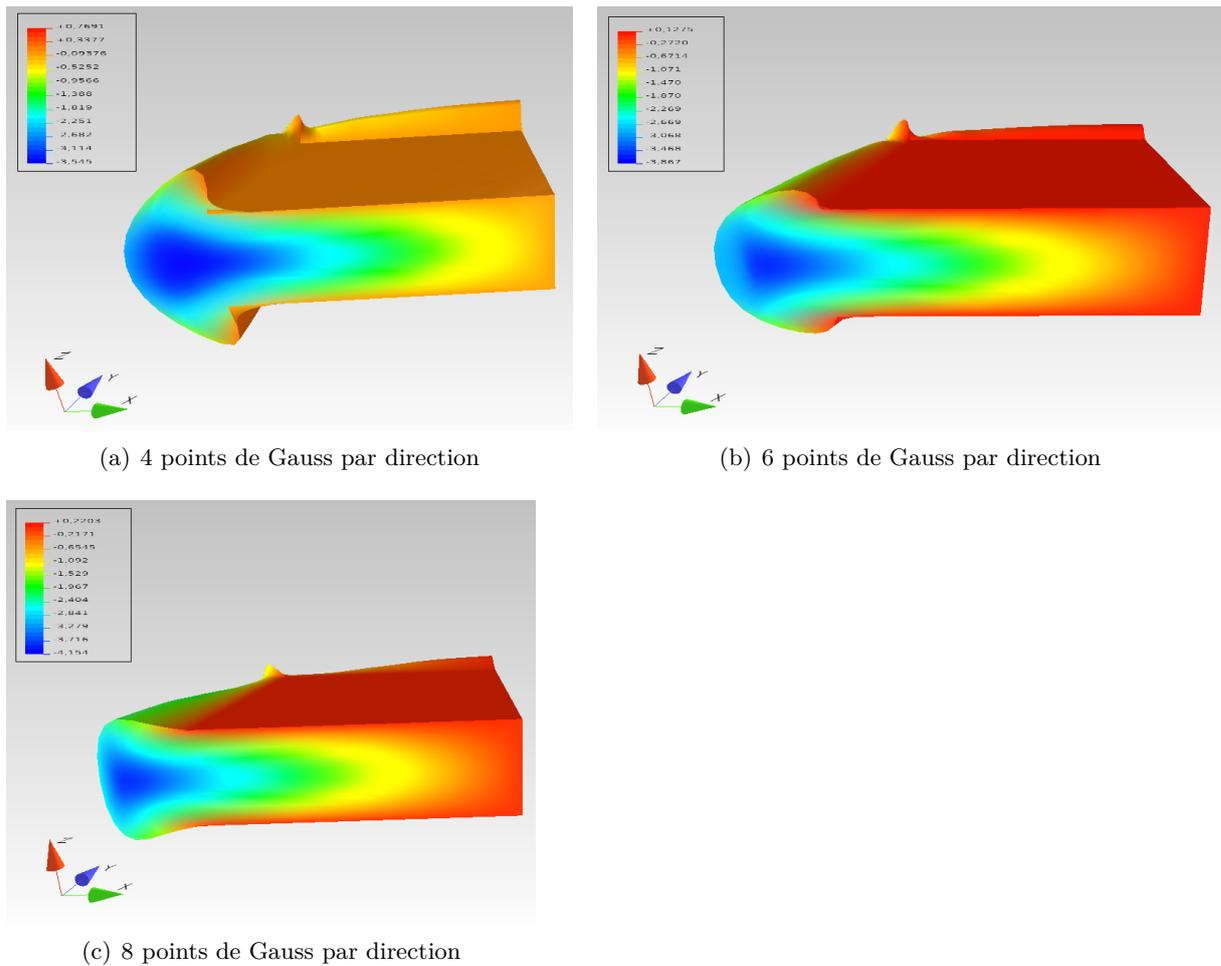 +0,7691
+0,3377
-0,09376
-0,5252
-0,9566
-1,388
-1,819
-2,251
-2,682
-3,114
-3,545
Z
Y
X
(a) 4 points de Gauss par direction
+0,1275
-0,2720
-0,6714
-1,071
-1,470
-1,870
-2,269
-2,669
-3,068
-3,468
-3,867
Z
Y
X
(b) 6 points de Gauss par direction
+0,2203
-0,2171
-0,6545
-1,092
-1,529
-1,967
-2,404
-2,841
-3,279
-3,716
-4,154
Z
Y
X
(c) 8 points de Gauss par direction